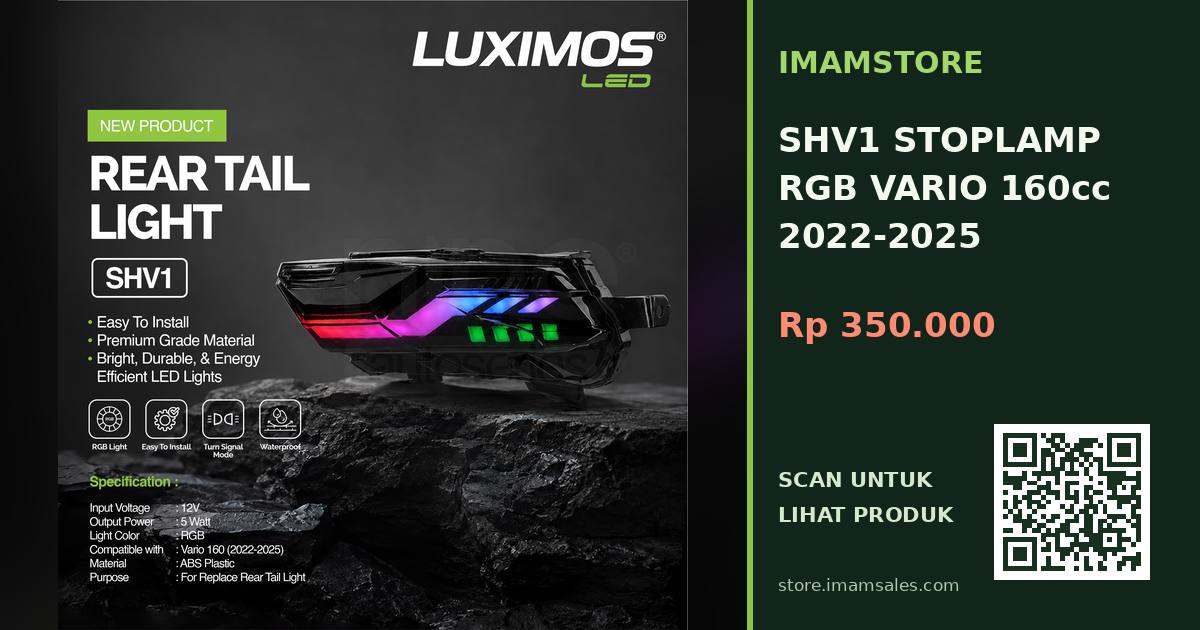 LUXIMOS®
LED
NEW PRODUCT
REAR TAIL
LIGHT
SHV1
• Easy To Install
• Premium Grade Material
• Bright, Durable, & Energy
Efficient LED Lights
RGB Light
Easy To Install
Turn Signal
Mode
Waterproof
Specification :
Input Voltage : 12V
Output Power : 5 Watt
Light Color : RGB
Compatible with : Vario 160 (2022-2025)
Material : ABS Plastic
Purpose : For Replace Rear Tail Light
IMAMSTORE
SHV1 STOPLAMP
RGB VARIO 160cc
2022-2025
Rp 350.000
SCAN UNTUK
LIHAT PRODUK
store.imamsales.com